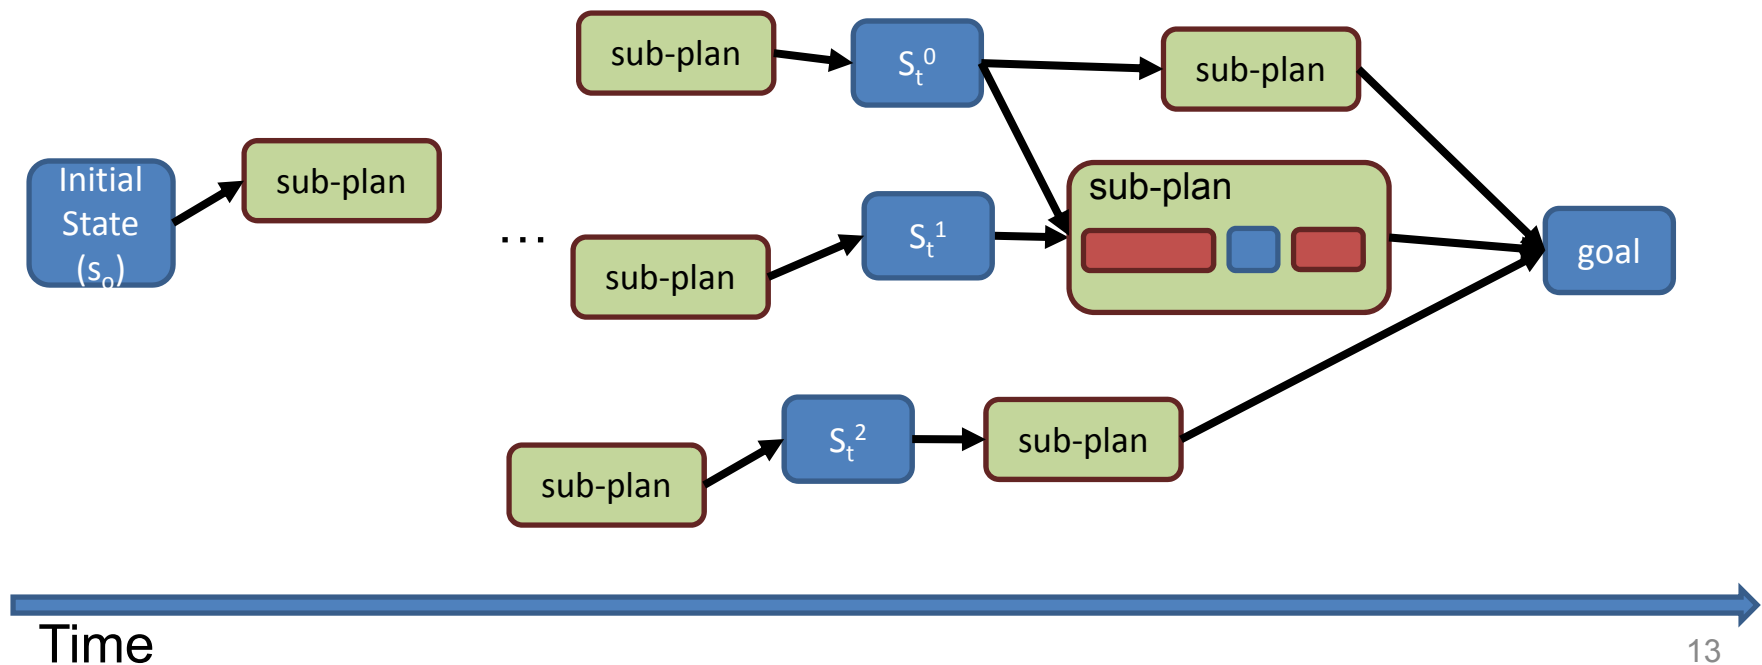 sub-plan
S_t^0
sub-plan
Initial
State
(s_o)
sub-plan
...
sub-plan
S_t^1
sub-plan
goal
sub-plan
S_t^2
sub-plan
Time
13